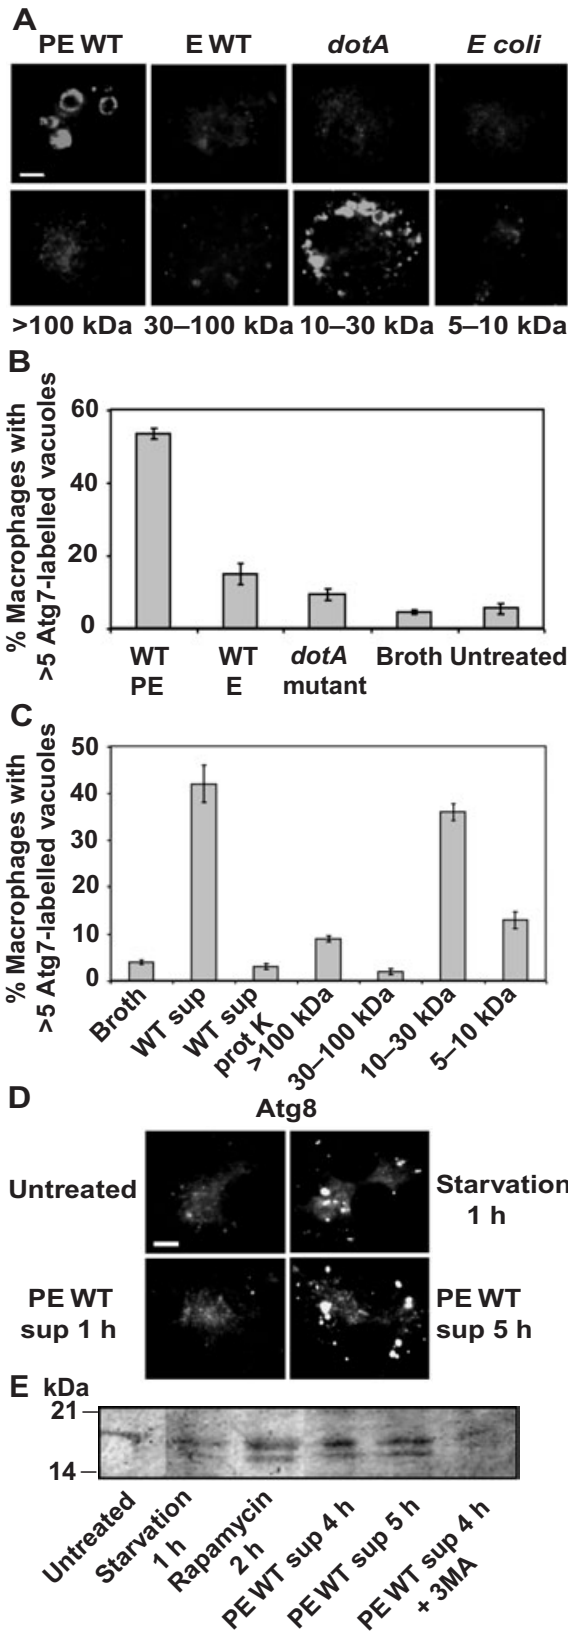 A
PE WT E WT dotA E coli
>100 kDa 30–100 kDa 10–30 kDa 5–10 kDa
B
% Macrophages with
>5 Atg7-labelled vacuoles
60
40
20
0
WT PE
WT E
dotA mutant
Broth
Untreated
C
% Macrophages with
>5 Atg7-labelled vacuoles
50
40
30
20
10
0
Broth
WT sup
WT sup
prot K
>100 kDa
30–100 kDa
10–30 kDa
5–10 kDa
D
Atg8
Untreated
Starvation
1 h
PE WT
sup 1 h
PE WT
sup 5 h
E kDa
21
14
Untreated
Starvation
1 h
Rapamycin
2 h
PE WT sup 4 h
PE WT sup 5 h
PE WT sup 4 h
+ 3MA